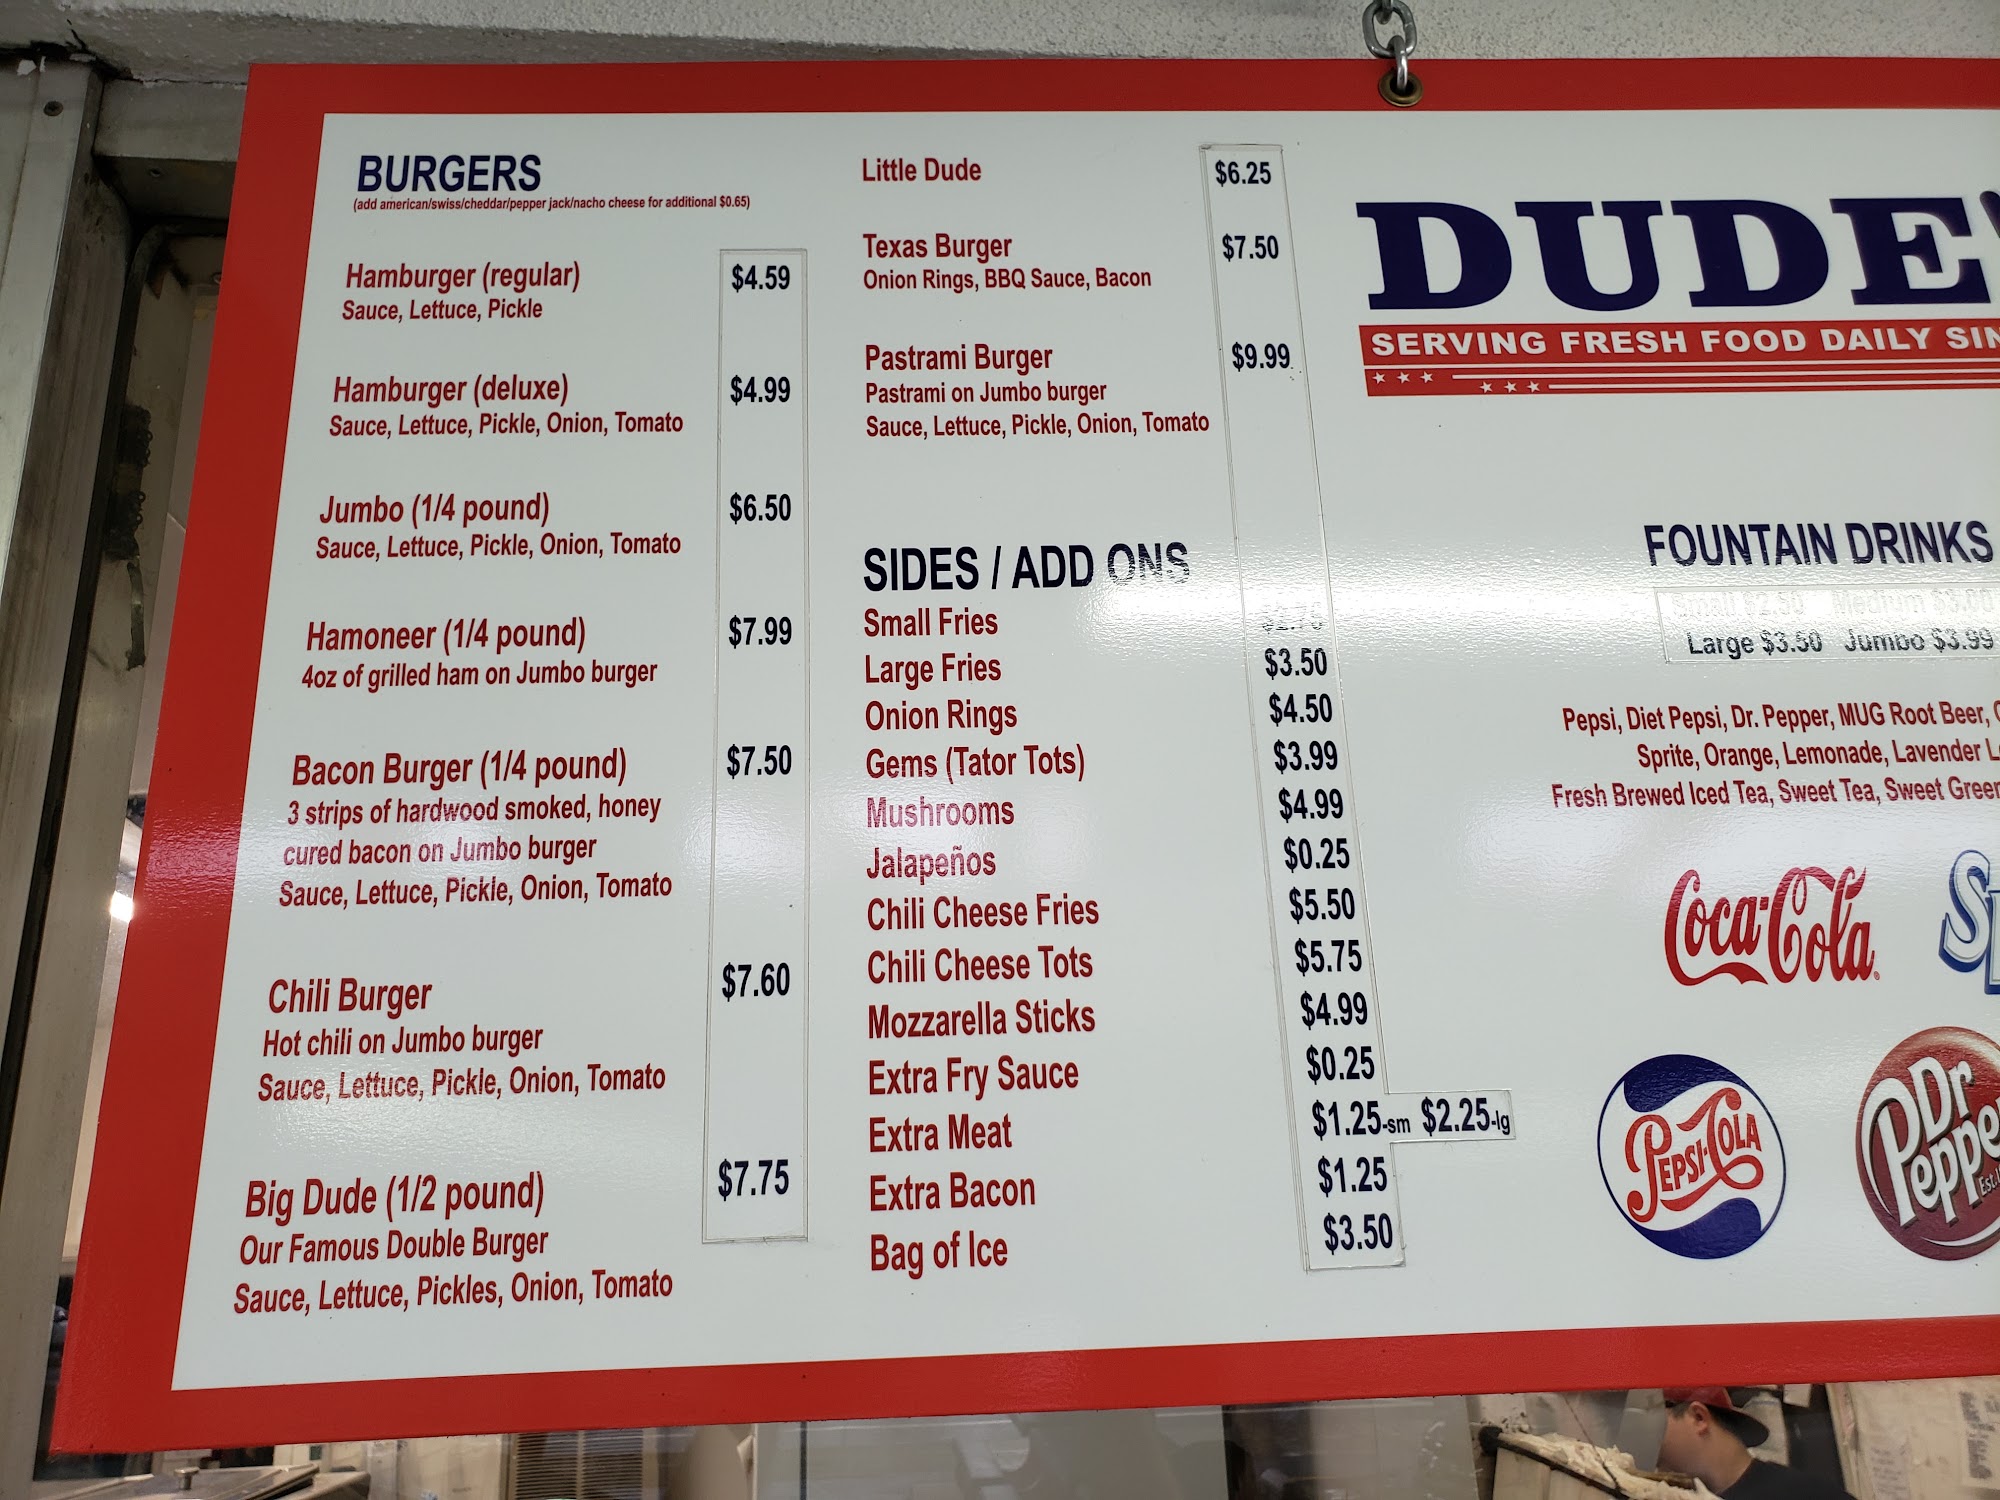 BURGERS
(add american/swiss/cheddar/pepper jack/nacho cheese for additional $0.65)
Hamburger (regular) $4.59
Sauce, Lettuce, Pickle
Hamburger (deluxe) $4.99
Sauce, Lettuce, Pickle, Onion, Tomato
Jumbo (1/4 pound) $6.50
Sauce, Lettuce, Pickle, Onion, Tomato
Hamoneer (1/4 pound) $7.99
4oz of grilled ham on Jumbo burger
Bacon Burger (1/4 pound) $7.50
3 strips of hardwood smoked, honey
cured bacon on Jumbo burger
Sauce, Lettuce, Pickle, Onion, Tomato
Chili Burger $7.60
Hot chili on Jumbo burger
Sauce, Lettuce, Pickle, Onion, Tomato
Big Dude (1/2 pound) $7.75
Our Famous Double Burger
Sauce, Lettuce, Pickles, Onion, Tomato
Little Dude $6.25
Texas Burger $7.50
Onion Rings, BBQ Sauce, Bacon
Pastrami Burger $9.99
Pastrami on Jumbo burger
Sauce, Lettuce, Pickle, Onion, Tomato
SIDES / ADD ONS
Small Fries
Large Fries $3.50
Onion Rings $4.50
Gems (Tator Tots) $3.99
Mushrooms $4.99
Jalapeños $0.25
Chili Cheese Fries $5.50
Chili Cheese Tots $5.75
Mozzarella Sticks $4.99
Extra Fry Sauce $0.25
Extra Meat $1.25-sm $2.25-lg
Extra Bacon $1.25
Bag of Ice $3.50
DUDE'
SERVING FRESH FOOD DAILY SIN
FOUNTAIN DRINKS
Small $2.50 Medium $3.00
Large $3.50 Jumbo $3.99
Pepsi, Diet Pepsi, Dr. Pepper, MUG Root Beer,
Sprite, Orange, Lemonade, Lavender
Fresh Brewed Iced Tea, Sweet Tea, Sweet Green
Coca-Cola
PEPSI-COLA
Dr Peppe